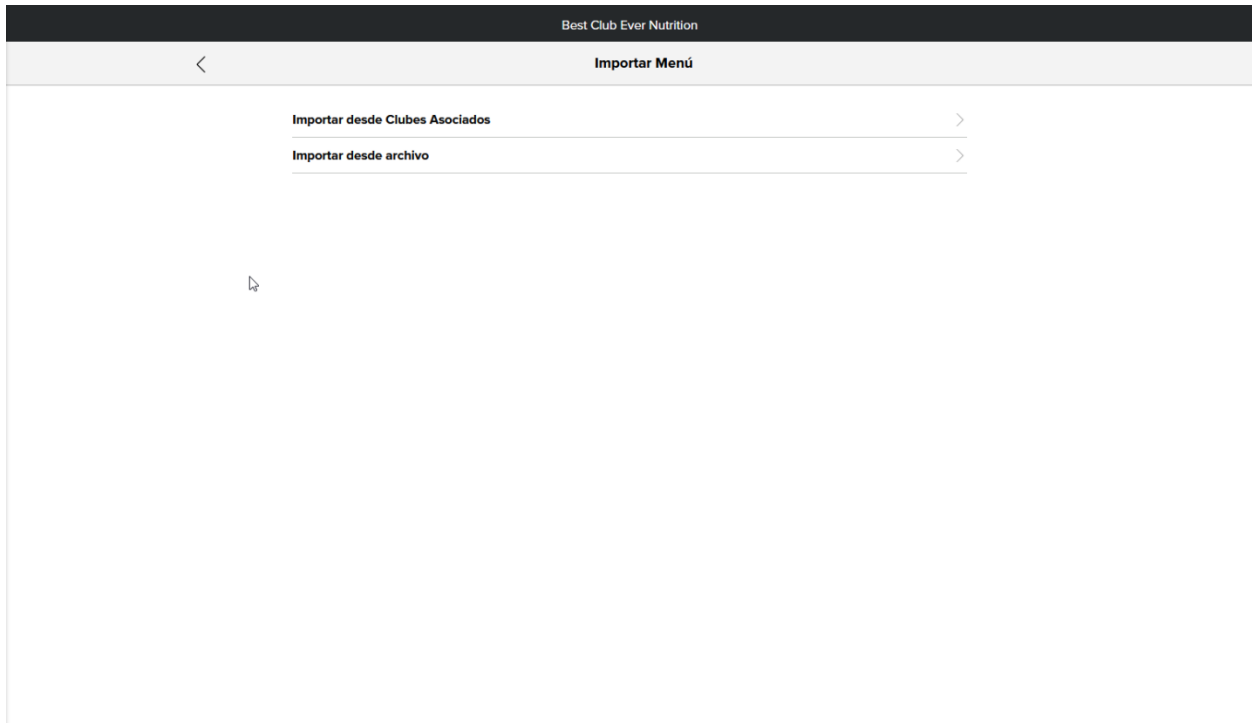 Best Club Ever Nutrition
Importar Menú
Importar desde Clubes Asociados
Importar desde archivo